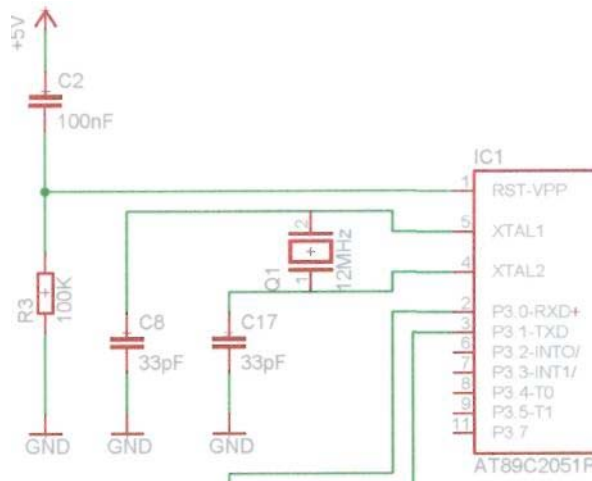 +5V
C2
100nF
IC1
1
RST-VPP
2
5
XTAL1
Q1
1
12MHz
4
XTAL2
R3
100K
C8
33pF
C17
33pF
2
P3.0-RXD+
3
P3.1-TXD
6
P3.2-INTO/
7
P3.3-INT1/
8
P3.4-T0
9
P3.5-T1
11
P3.7
GND
GND
GND
AT89C2051P